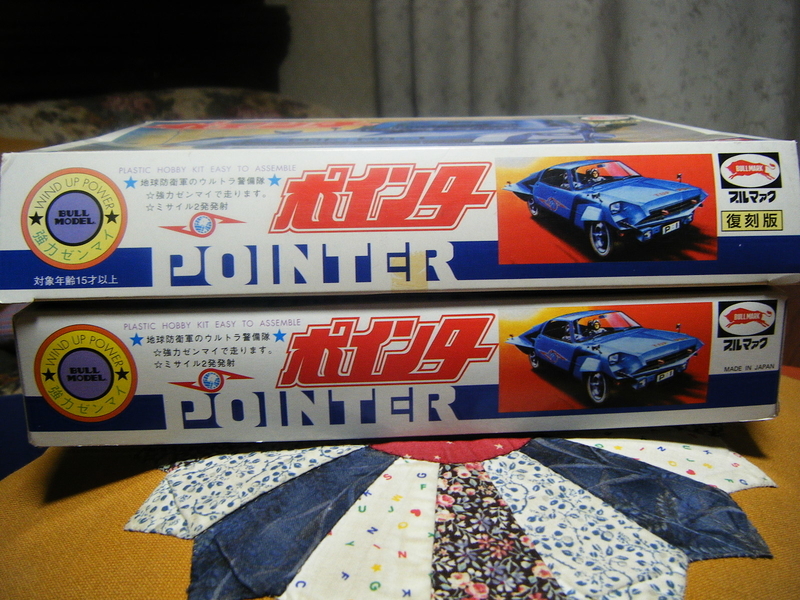 PLASTIC HOBBY KIT EASY TO ASSEMBLE
WIND UP POWER
BULL
MODEL
強力ゼンマイ
★地球防衛軍のウルトラ警備隊★
☆強力ゼンマイで走ります。
☆ミサイル2発発射
ポインター
POINTER
対象年齢15才以上
P 1
BULLMARK
ブルマァク
復刻版
PLASTIC HOBBY KIT EASY TO ASSEMBLE
WIND UP POWER
BULL
MODEL
強力ゼンマイ
★地球防衛軍のウルトラ警備隊★
☆強力ゼンマイで走ります。
☆ミサイル2発発射
ポインター
POINTER
P 1
BULLMARK
ブルマァク
MADE IN JAPAN